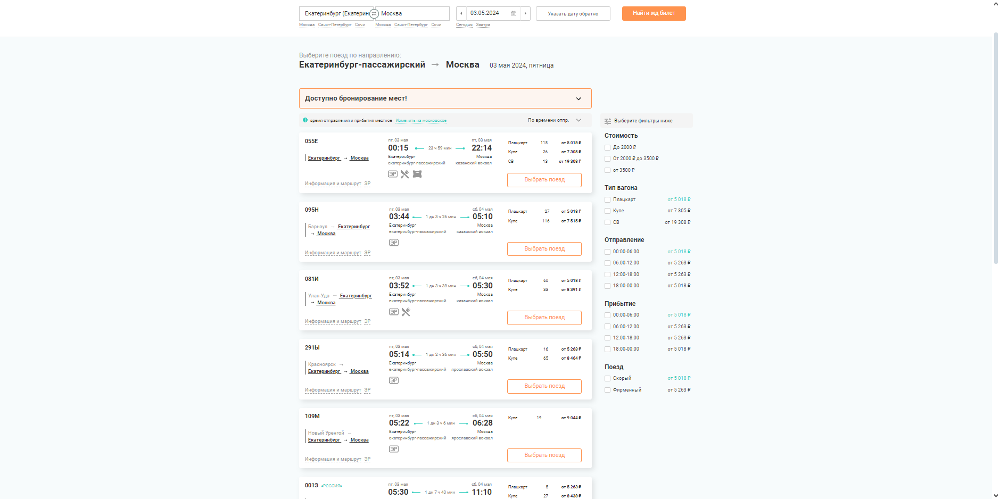 Екатеринбург (Екатерин
Москва
03.05.2024
Указать дату обратно
Найти жд билет
Москва Санкт-Петербург Сочи
Москва Санкт-Петербург Сочи
Сегодня Завтра
Выберите поезд по направлению:
Екатеринбург-пассажирский → Москва 03 мая 2024, пятница
Доступно бронирование мест!
время отправления и прибытия местное Изменить на московское
По времени отпр.
055Е
Екатеринбург → Москва
Информация и маршрут ЭР
пт, 03 мая пт, 03 мая
00:15 23 ч 59 мин 22:14
Екатеринбург Москва
екатеринбург-пассажирский казанский вокзал
ЭР
Плацкарт 115 от 5 018 ₽
Купе 26 от 7 305 ₽
СВ 13 от 19 308 ₽
Выбрать поезд
095Н
Барнаул → Екатеринбург
→ Москва
Информация и маршрут ЭР
пт, 03 мая сб, 04 мая
03:44 1 дн 3 ч 26 мин 05:10
Екатеринбург Москва
екатеринбург-пассажирский казанский вокзал
ЭР
Плацкарт 27 от 5 018 ₽
Купе 116 от 7 515 ₽
Выбрать поезд
081И
Улан-Удэ → Екатеринбург
→ Москва
Информация и маршрут ЭР
пт, 03 мая сб, 04 мая
03:52 1 дн 3 ч 38 мин 05:30
Екатеринбург Москва
екатеринбург-пассажирский казанский вокзал
ЭР
Плацкарт 60 от 5 018 ₽
Купе 33 от 8 391 ₽
Выбрать поезд
291Ы
Красноярск →
Екатеринбург → Москва
Информация и маршрут ЭР
пт, 03 мая сб, 04 мая
05:14 1 дн 2 ч 36 мин 05:50
Екатеринбург Москва
екатеринбург-пассажирский ярославский вокзал
ЭР
Плацкарт 16 от 5 263 ₽
Купе 65 от 8 464 ₽
Выбрать поезд
109М
Новый Уренгой →
Екатеринбург → Москва
Информация и маршрут ЭР
пт, 03 мая сб, 04 мая
05:22 1 дн 3 ч 6 мин 06:28
Екатеринбург Москва
екатеринбург-пассажирский ярославский вокзал
ЭР
Купе 19 от 9 044 ₽
Выбрать поезд
001Э «РОССИЯ»
пт, 03 мая сб, 04 мая
05:30 1 дн 7 ч 40 мин 11:10
Плацкарт 5 от 5 263 ₽
Купе 27 от 8 438 ₽
Выберите фильтры ниже
Стоимость
До 2000 ₽
От 2000 ₽ до 3500 ₽
от 3500 ₽
Тип вагона
Плацкарт от 5 018 ₽
Купе от 7 305 ₽
СВ от 19 308 ₽
Отправление
00:00-06:00 от 5 018 ₽
06:00-12:00 от 5 263 ₽
12:00-18:00 от 5 263 ₽
18:00-00:00 от 5 018 ₽
Прибытие
00:00-06:00 от 5 018 ₽
06:00-12:00 от 5 263 ₽
12:00-18:00 от 5 263 ₽
18:00-00:00 от 5 018 ₽
Поезд
Скорый от 5 018 ₽
Фирменный от 5 263 ₽